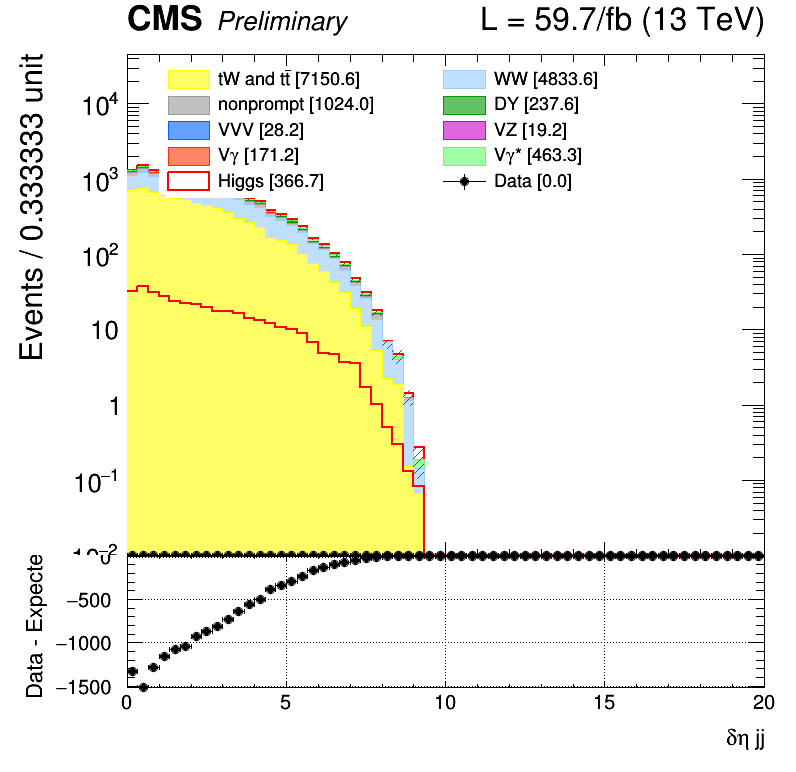 CMS Preliminary L = 59.7/fb (13 TeV)
Events / 0.333333 unit
tW and tt̄ [7150.6] WW [4833.6]
nonprompt [1024.0] DY [237.6]
VVV [28.2] VZ [19.2]
Vγ [171.2] Vγ* [463.3]
Higgs [366.7] Data [0.0]
10⁴
10³
10²
10
1
10⁻¹
10⁻²
Data - Expecte
0
−500
−1000
−1500
0 5 10 15 20
δη jj